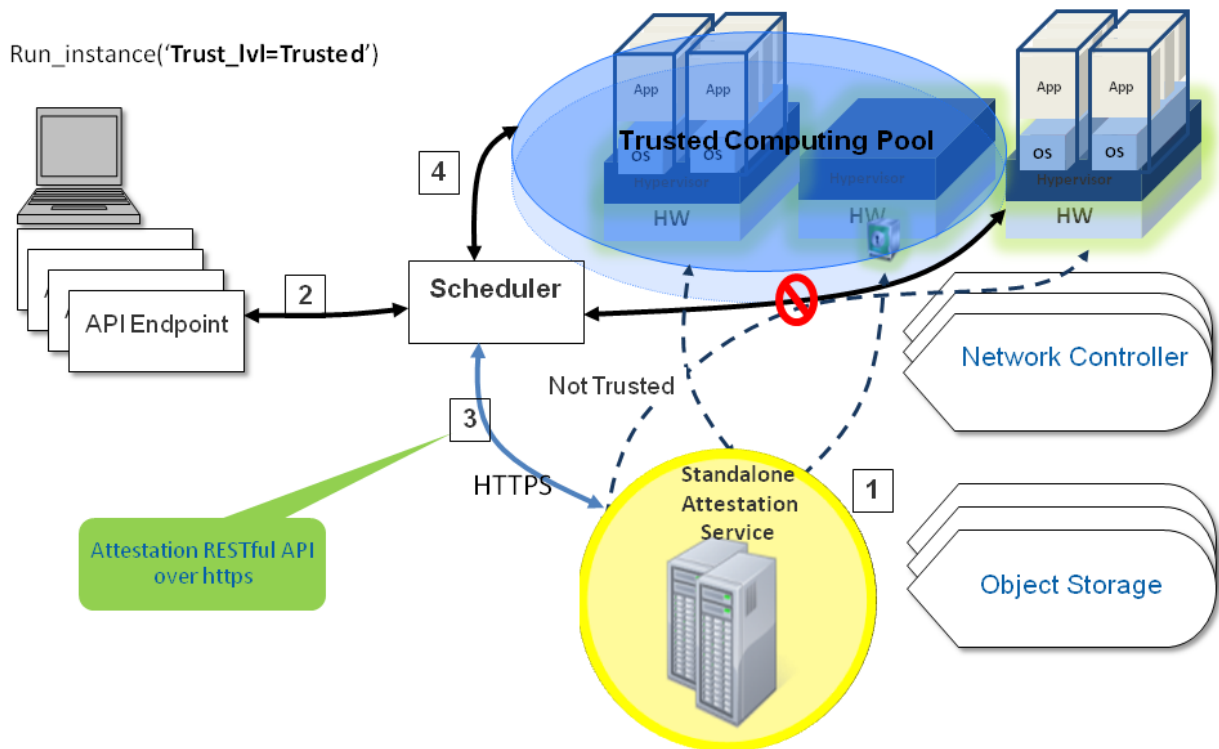 Run_instance(‘Trust_lvl=Trusted’)
App
App
OS
OS
Hypervisor
HW
Trusted Computing Pool
Hypervisor
HW
App
App
OS
OS
Hypervisor
HW
4
2
Scheduler
A
A
A
API Endpoint
Not Trusted
3
HTTPS
Network Controller
1
Standalone
Attestation
Service
Attestation RESTful API
over https
Object Storage